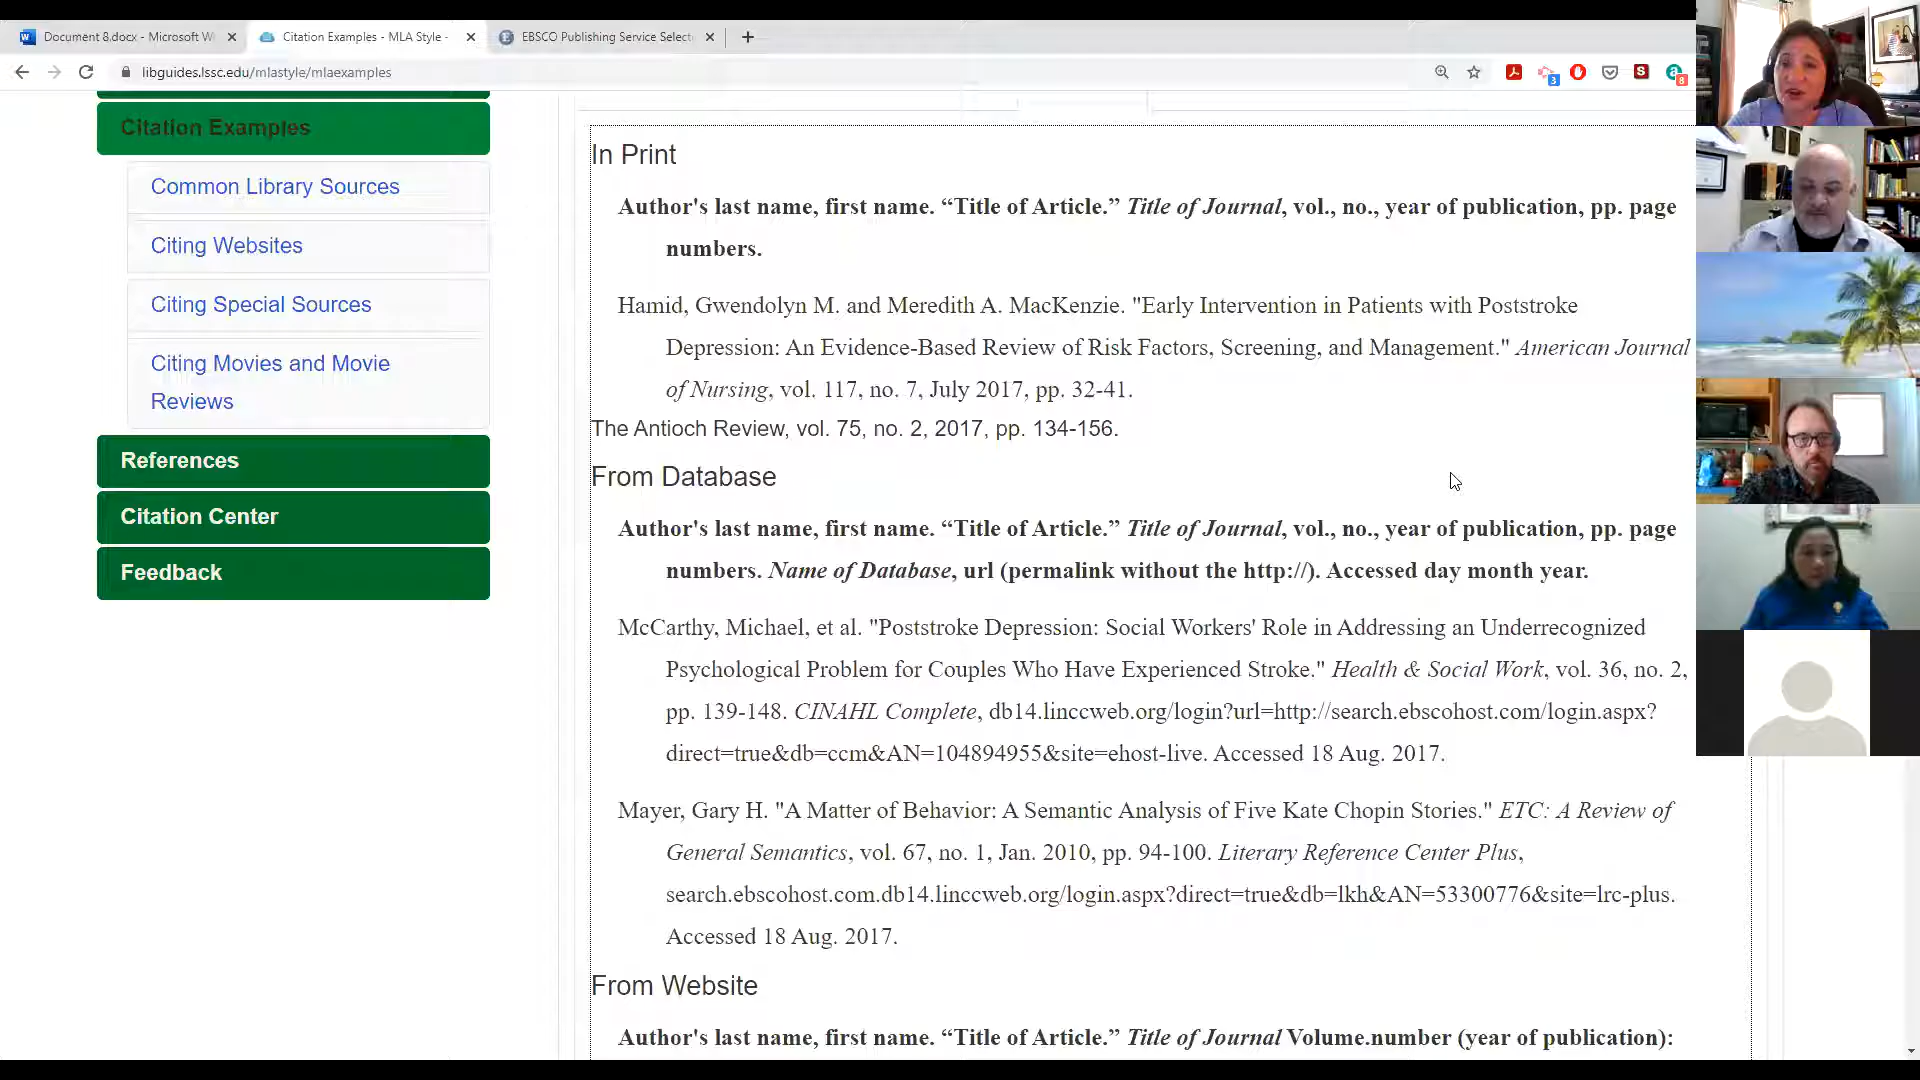 Document 8.docx - Microsoft W
Citation Examples - MLA Style -
EBSCO Publishing Service Select
libguides.lssc.edu/mlastyle/mlaexamples
3
S
a
8
Citation Examples
Common Library Sources
Citing Websites
Citing Special Sources
Citing Movies and Movie
Reviews
References
Citation Center
Feedback
In Print
Author's last name, first name. “Title of Article.” Title of Journal, vol., no., year of publication, pp. page
numbers.
Hamid, Gwendolyn M. and Meredith A. MacKenzie. "Early Intervention in Patients with Poststroke
Depression: An Evidence-Based Review of Risk Factors, Screening, and Management." American Journal
of Nursing, vol. 117, no. 7, July 2017, pp. 32-41.
The Antioch Review, vol. 75, no. 2, 2017, pp. 134-156.
From Database
Author's last name, first name. “Title of Article.” Title of Journal, vol., no., year of publication, pp. page
numbers. Name of Database, url (permalink without the http://). Accessed day month year.
McCarthy, Michael, et al. "Poststroke Depression: Social Workers' Role in Addressing an Underrecognized
Psychological Problem for Couples Who Have Experienced Stroke." Health & Social Work, vol. 36, no. 2,
pp. 139-148. CINAHL Complete, db14.linccweb.org/login?url=http://search.ebscohost.com/login.aspx?
direct=true&db=ccm&AN=104894955&site=ehost-live. Accessed 18 Aug. 2017.
Mayer, Gary H. "A Matter of Behavior: A Semantic Analysis of Five Kate Chopin Stories." ETC: A Review of
General Semantics, vol. 67, no. 1, Jan. 2010, pp. 94-100. Literary Reference Center Plus,
search.ebscohost.com.db14.linccweb.org/login.aspx?direct=true&db=lkh&AN=53300776&site=lrc-plus.
Accessed 18 Aug. 2017.
From Website
Author's last name, first name. “Title of Article.” Title of Journal Volume.number (year of publication):